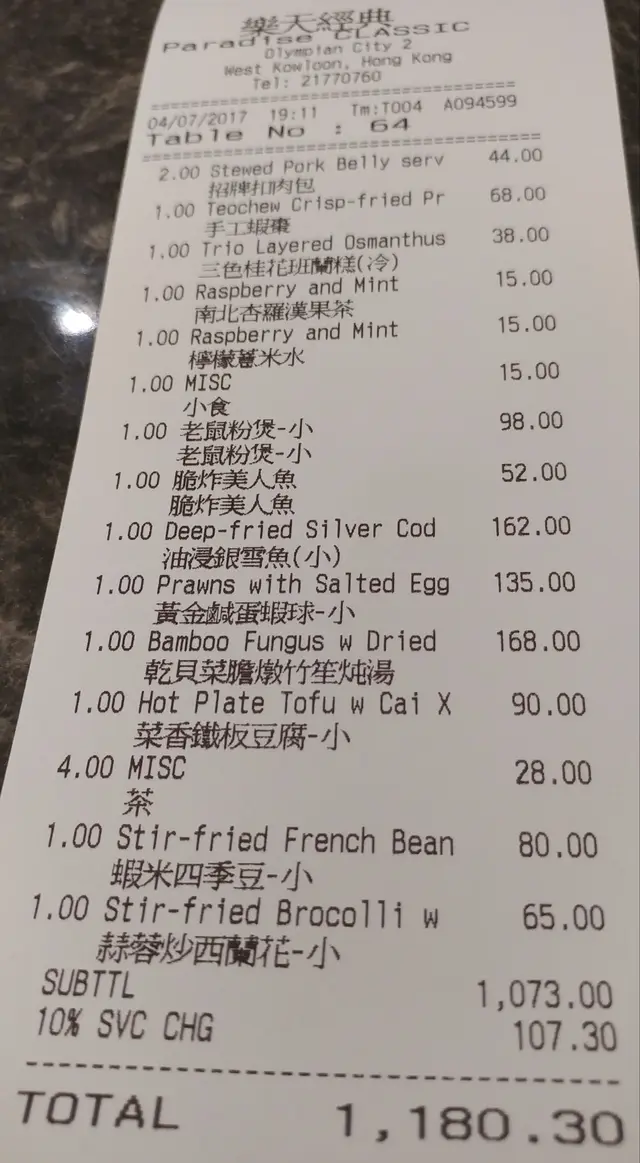 樂天經典
Paradise CLASSIC
Olympian City 2
West Kowloon, Hong Kong
Tel: 21770760
04/07/2017 19:11 Tm:T004 A094599
Table No : 64
2.00 Stewed Pork Belly serv 44.00
招牌扣肉包
1.00 Teochew Crisp-fried Pr 68.00
手工蝦棗
1.00 Trio Layered Osmanthus 38.00
三色桂花班蘭糕(冷)
1.00 Raspberry and Mint 15.00
南北杏羅漢果茶
1.00 Raspberry and Mint 15.00
檸檬薏米水
1.00 MISC 15.00
小食
1.00 老鼠粉煲-小 98.00
老鼠粉煲-小
1.00 脆炸美人魚 52.00
脆炸美人魚
1.00 Deep-fried Silver Cod 162.00
油浸銀雪魚(小)
1.00 Prawns with Salted Egg 135.00
黃金鹹蛋蝦球-小
1.00 Bamboo Fungus w Dried 168.00
乾貝菜膽燉竹笙炖湯
1.00 Hot Plate Tofu w Cai X 90.00
菜香鐵板豆腐-小
4.00 MISC 28.00
茶
1.00 Stir-fried French Bean 80.00
蝦米四季豆-小
1.00 Stir-fried Brocolli w 65.00
蒜蓉炒西蘭花-小
SUBTTL 1,073.00
10% SVC CHG 107.30
TOTAL 1,180.30